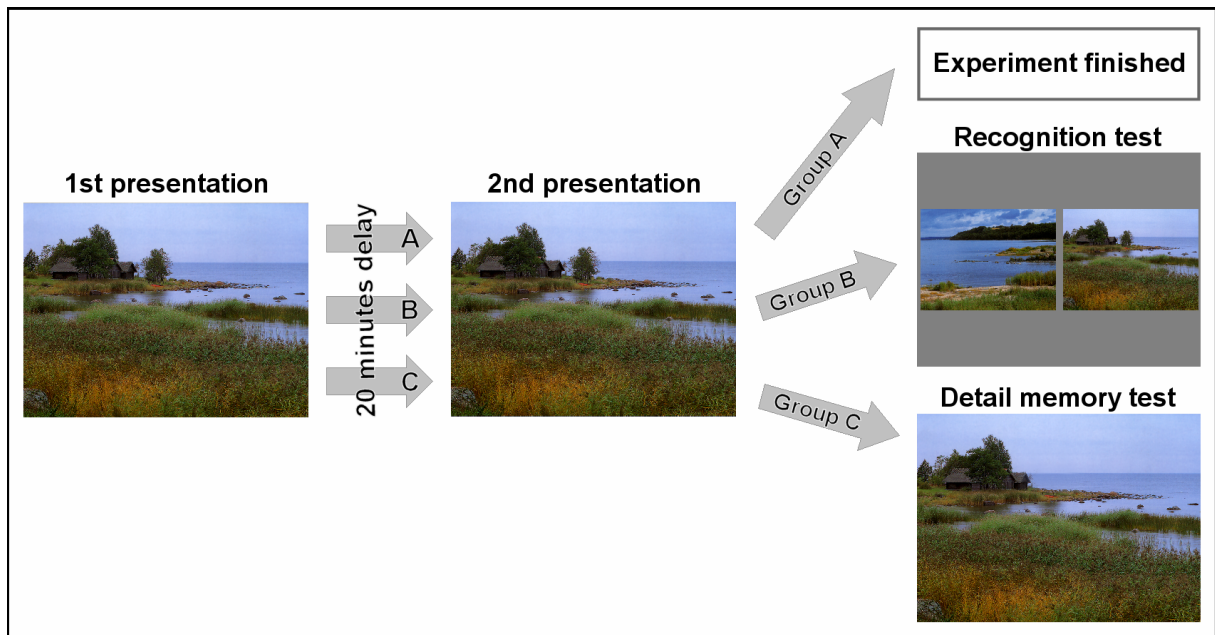 1st presentation
20 minutes delay
A
B
C
2nd presentation
Group A
Group B
Group C
Experiment finished
Recognition test
Detail memory test